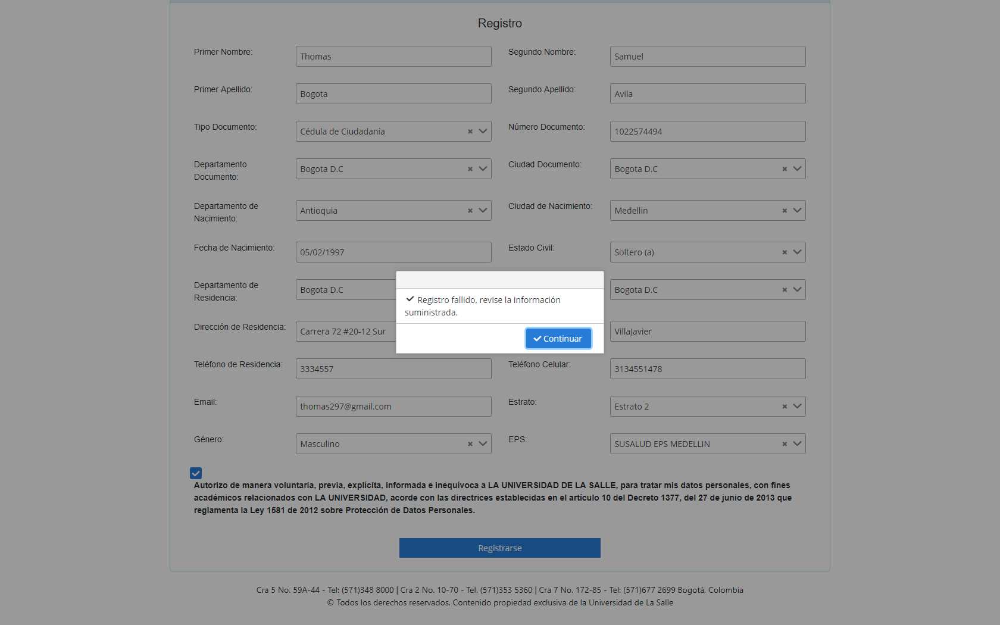 Registro
Primer Nombre: Thomas Segundo Nombre: Samuel
Primer Apellido: Bogota Segundo Apellido: Avila
Tipo Documento: Cédula de Ciudadanía Número Documento: 1022574494
Departamento Documento: Bogota D.C Ciudad Documento: Bogota D.C
Departamento de Nacimiento: Antioquia Ciudad de Nacimiento: Medellin
Fecha de Nacimiento: 05/02/1997 Estado Civil: Soltero (a)
Departamento de Residencia: Bogota D.C Bogota D.C
Registro fallido, revise la información
suministrada.
Continuar
Dirección de Residencia: Carrera 72 #20-12 Sur VillaJavier
Teléfono de Residencia: 3334557 Teléfono Celular: 3134551478
Email: thomas297@gmail.com Estrato: Estrato 2
Género: Masculino EPS: SUSALUD EPS MEDELLIN
Autorizo de manera voluntaria, previa, explícita, informada e inequívoca a LA UNIVERSIDAD DE LA SALLE, para tratar mis datos personales, con fines
académicos relacionados con LA UNIVERSIDAD, acorde con las directrices establecidas en el artículo 10 del Decreto 1377, del 27 de junio de 2013 que
reglamenta la Ley 1581 de 2012 sobre Protección de Datos Personales.
Registrarse
Cra 5 No. 59A-44 - Tel: (571)348 8000 | Cra 2 No. 10-70 - Tel. (571)353 5360 | Cra 7 No. 172-85 - Tel: (571)677 2699 Bogotá, Colombia
© Todos los derechos reservados. Contenido propiedad exclusiva de la Universidad de La Salle